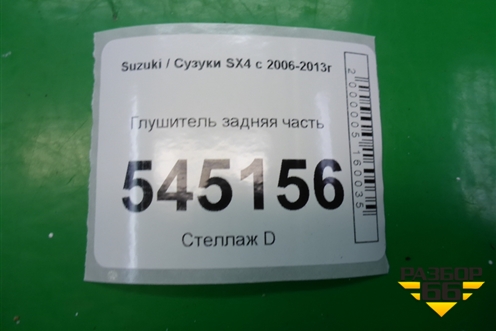 Suzuki / Сузуки SX4 с 2006-2013г
Глушитель задняя часть
545156
Стеллаж D
2000005160035
РАЗБОР
66